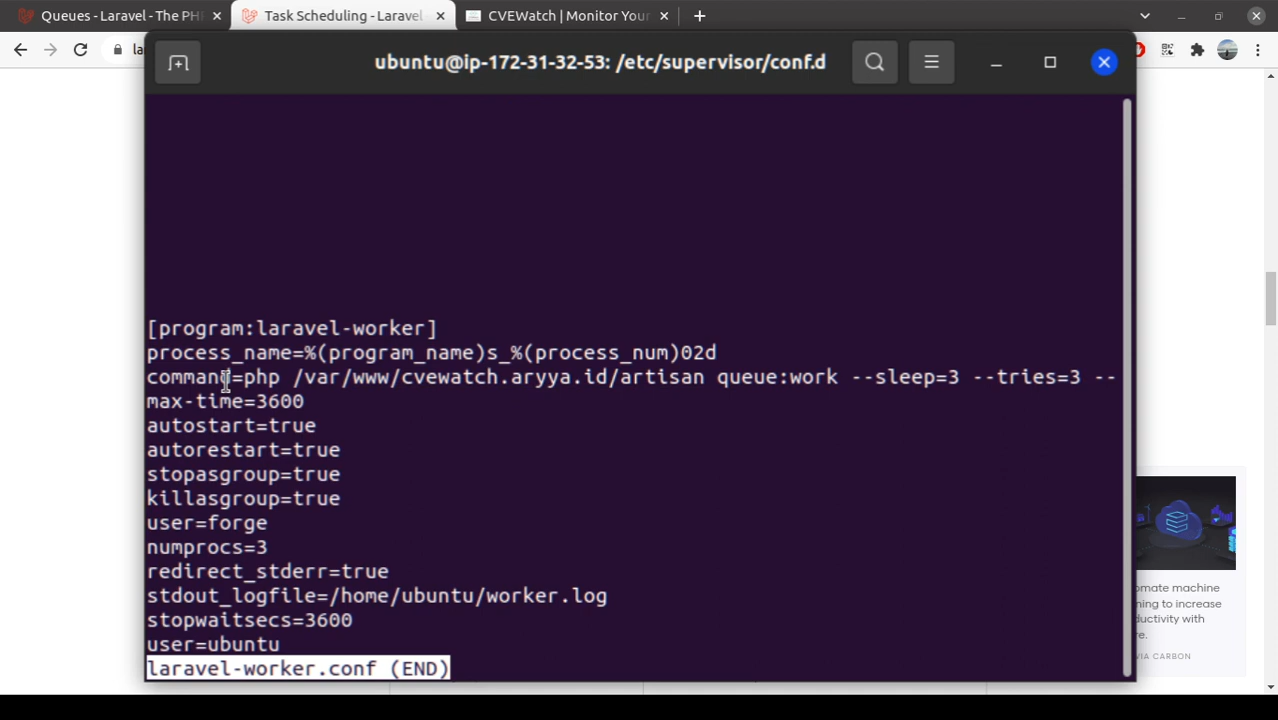 Queues - Laravel - The PH
Task Scheduling - Laravel
CVEWatch | Monitor Your
ubuntu@ip-172-31-32-53: /etc/supervisor/conf.d
[program:laravel-worker]
process_name=%(program_name)s_%(process_num)02d
command=php /var/www/cvewatch.aryya.id/artisan queue:work --sleep=3 --tries=3 --
max-time=3600
autostart=true
autorestart=true
stopasgroup=true
killasgroup=true
user=forge
numprocs=3
redirect_stderr=true
stdout_logfile=/home/ubuntu/worker.log
stopwaitsecs=3600
user=ubuntu
laravel-worker.conf (END)
omate machine
ning to increase
ductivity with
re.
VIA CARBON